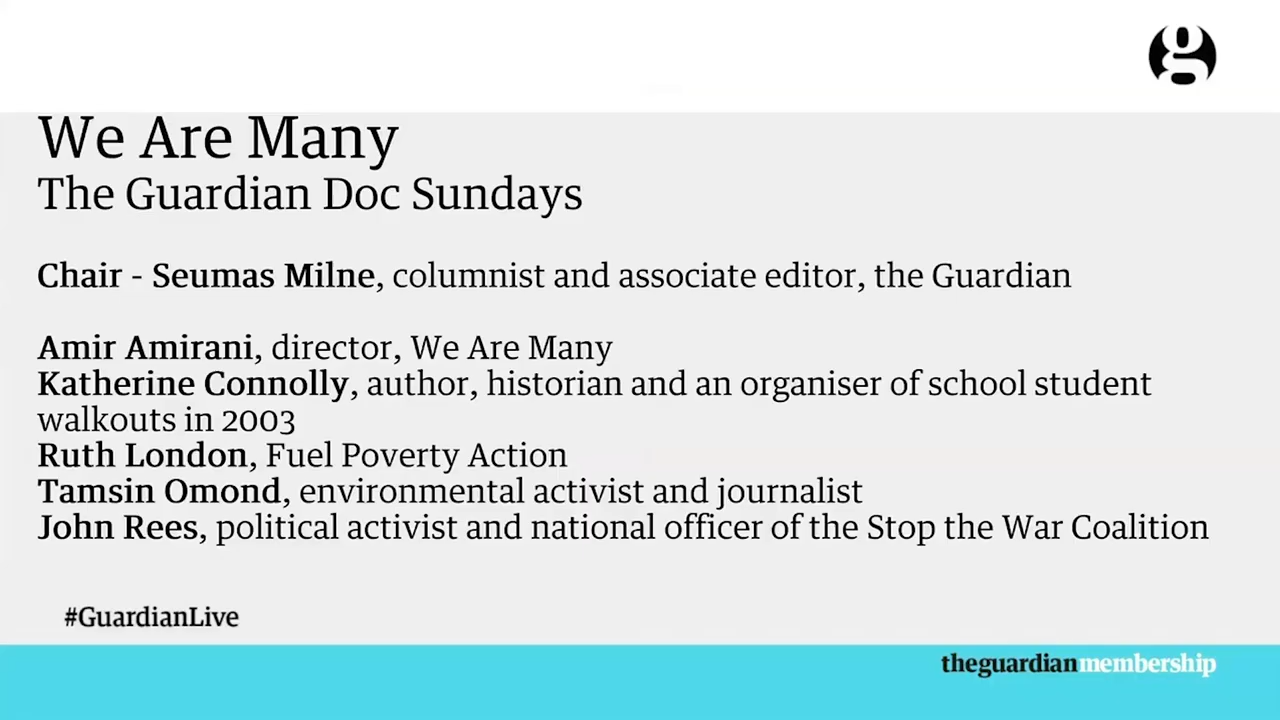 g
We Are Many
The Guardian Doc Sundays
Chair - Seumas Milne, columnist and associate editor, the Guardian
Amir Amirani, director, We Are Many
Katherine Connolly, author, historian and an organiser of school student
walkouts in 2003
Ruth London, Fuel Poverty Action
Tamsin Omond, environmental activist and journalist
John Rees, political activist and national officer of the Stop the War Coalition
#GuardianLive
theguardianmembership